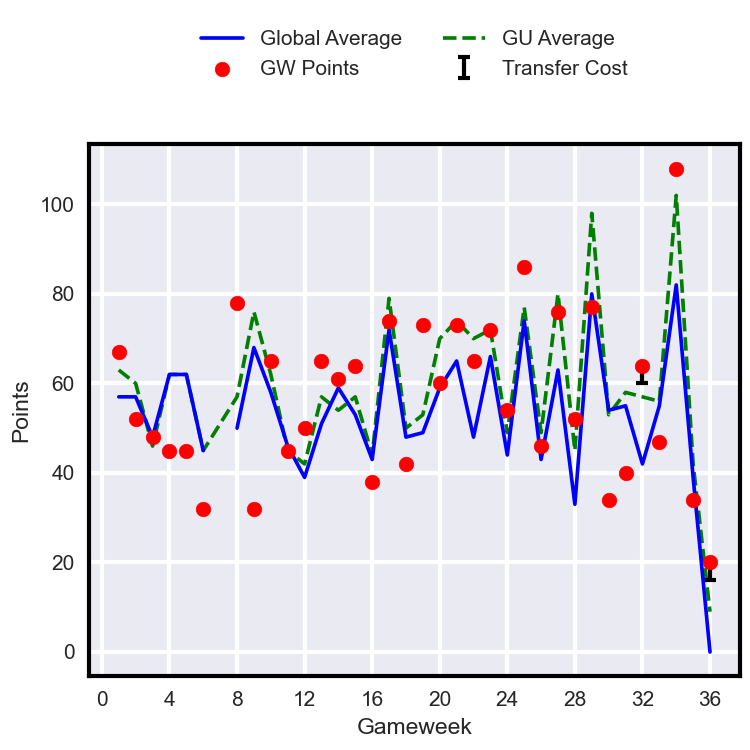 Global Average
GU Average
GW Points
Transfer Cost
100
80
60
40
20
0
Points
0 4 8 12 16 20 24 28 32 36
Gameweek